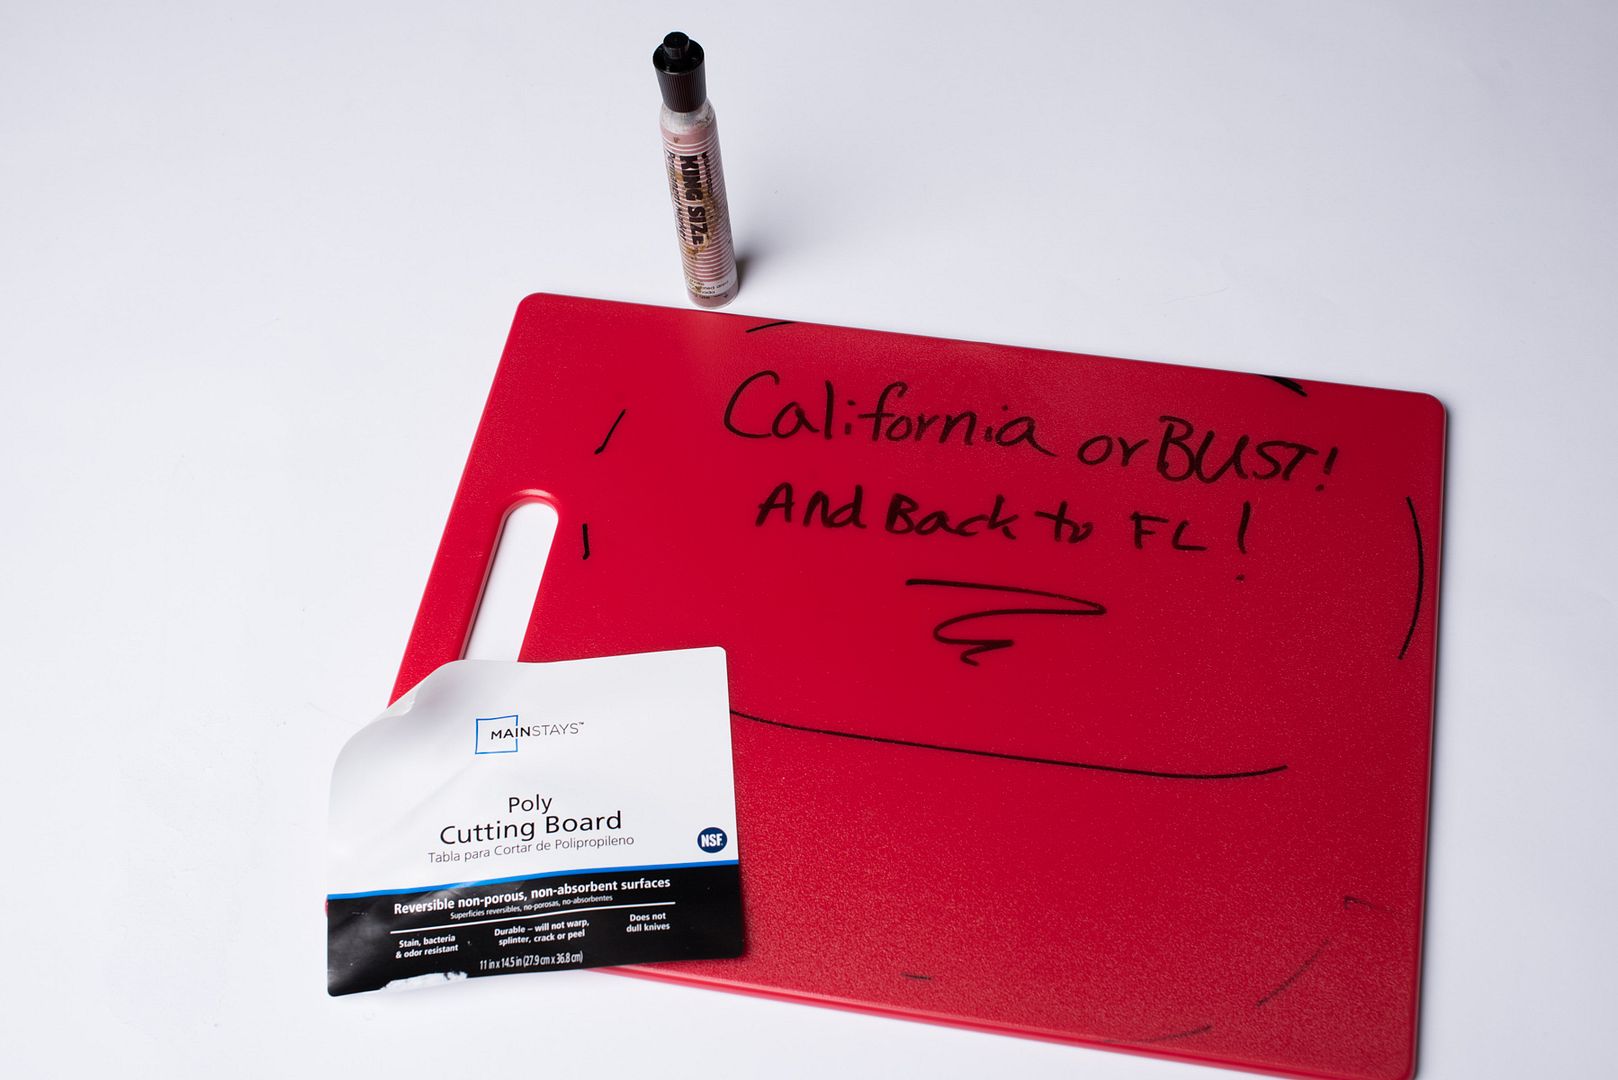 KING SIZE
California or BUST!
And Back to FL!
MAINSTAYS™
Poly
Cutting Board
Tabla para Cortar de Polipropileno
NSF
Reversible non-porous, non-absorbent surfaces
Superficies reversibles, no-porosas, no-absorbentes
Stain, bacteria
& odor resistant
Durable – will not warp,
splinter, crack or peel
Does not
dull knives
11 in x 14.5 in (27.9 cm x 36.8 cm)